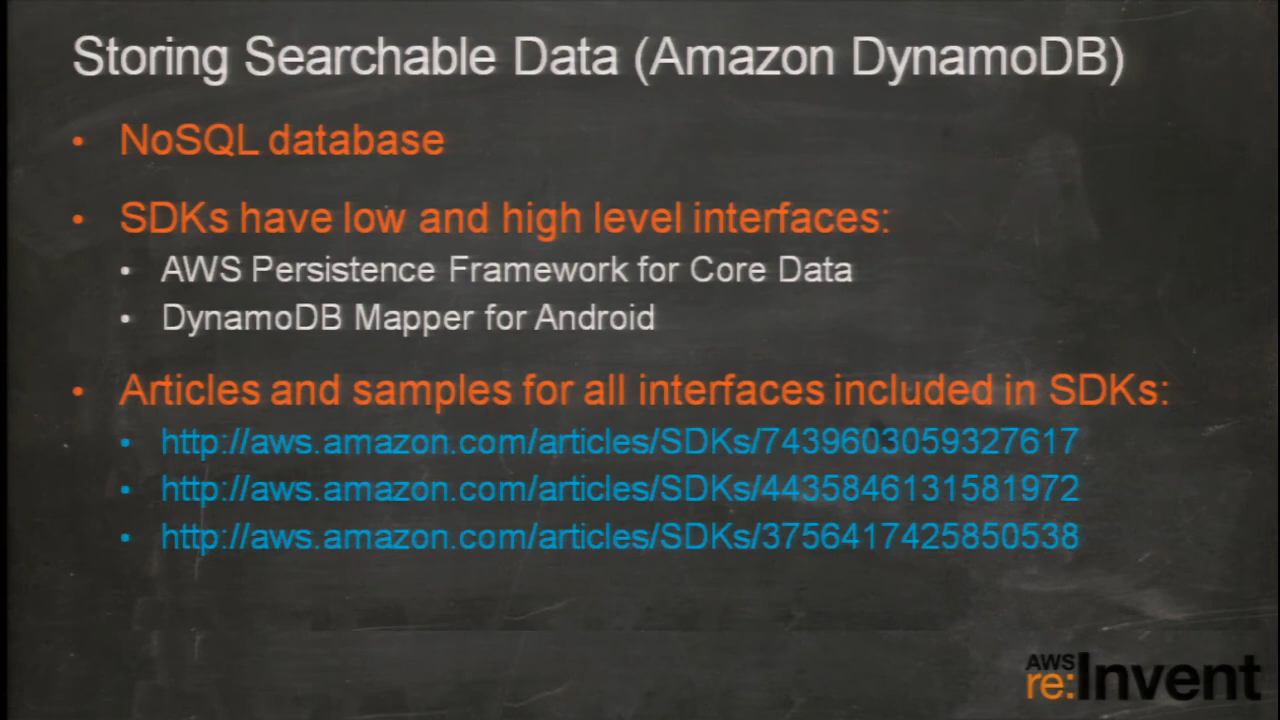 Storing Searchable Data (Amazon DynamoDB)
• NoSQL database
• SDKs have low and high level interfaces:
• AWS Persistence Framework for Core Data
• DynamoDB Mapper for Android
• Articles and samples for all interfaces included in SDKs:
• http://aws.amazon.com/articles/SDKs/7439603059327617
• http://aws.amazon.com/articles/SDKs/4435846131581972
• http://aws.amazon.com/articles/SDKs/3756417425850538
AWS
re:Invent